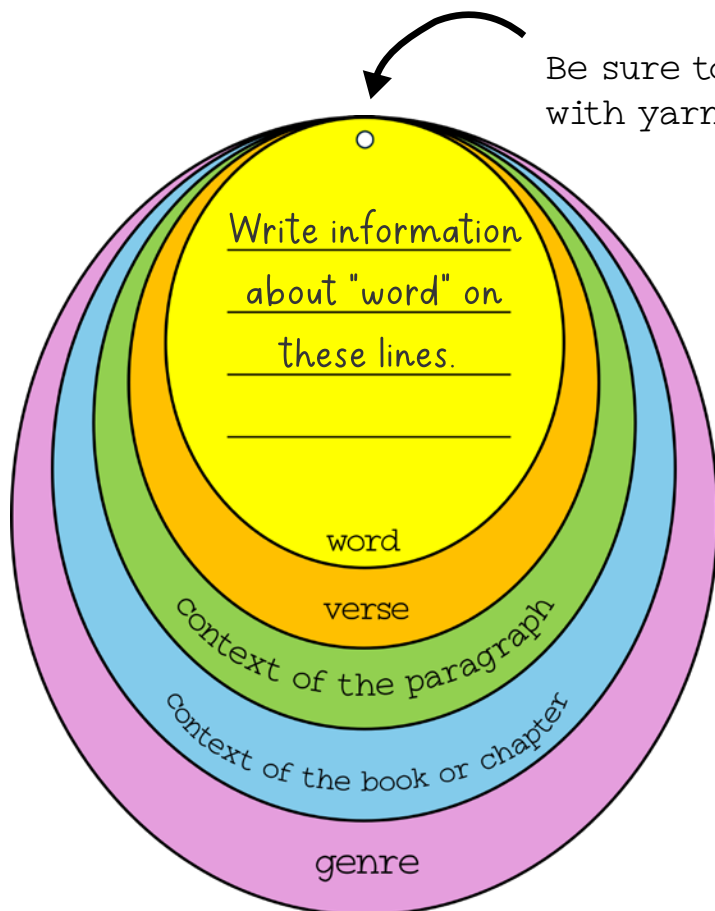 Be sure to
with yarn
Write information
about "word" on
these lines.
word
verse
context of the paragraph
context of the book or chapter
genre